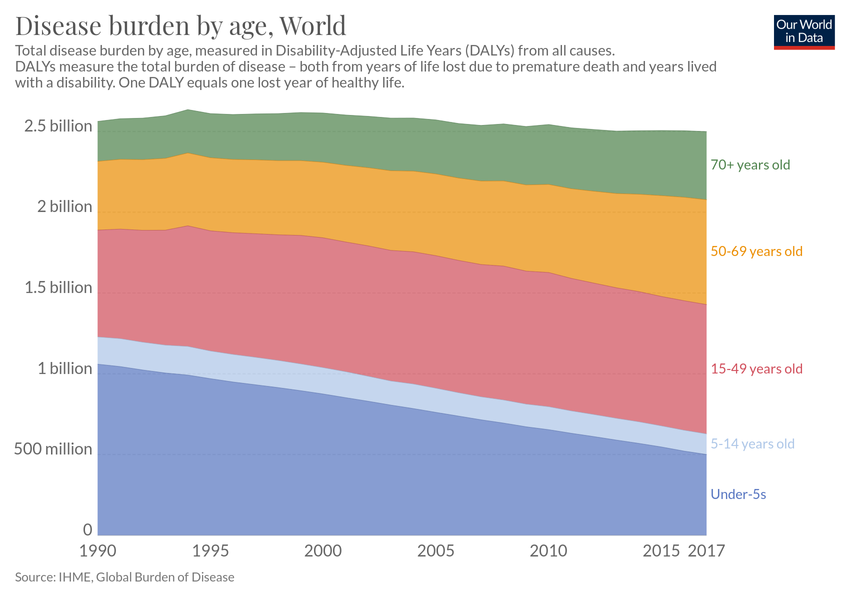 Disease burden by age, World
Our World
in Data
Total disease burden by age, measured in Disability-Adjusted Life Years (DALYs) from all causes.
DALYs measure the total burden of disease – both from years of life lost due to premature death and years lived
with a disability. One DALY equals one lost year of healthy life.
2.5 billion
2 billion
1.5 billion
1 billion
500 million
0
70+ years old
50-69 years old
15-49 years old
5-14 years old
Under-5s
1990 1995 2000 2005 2010 2015 2017
Source: IHME, Global Burden of Disease